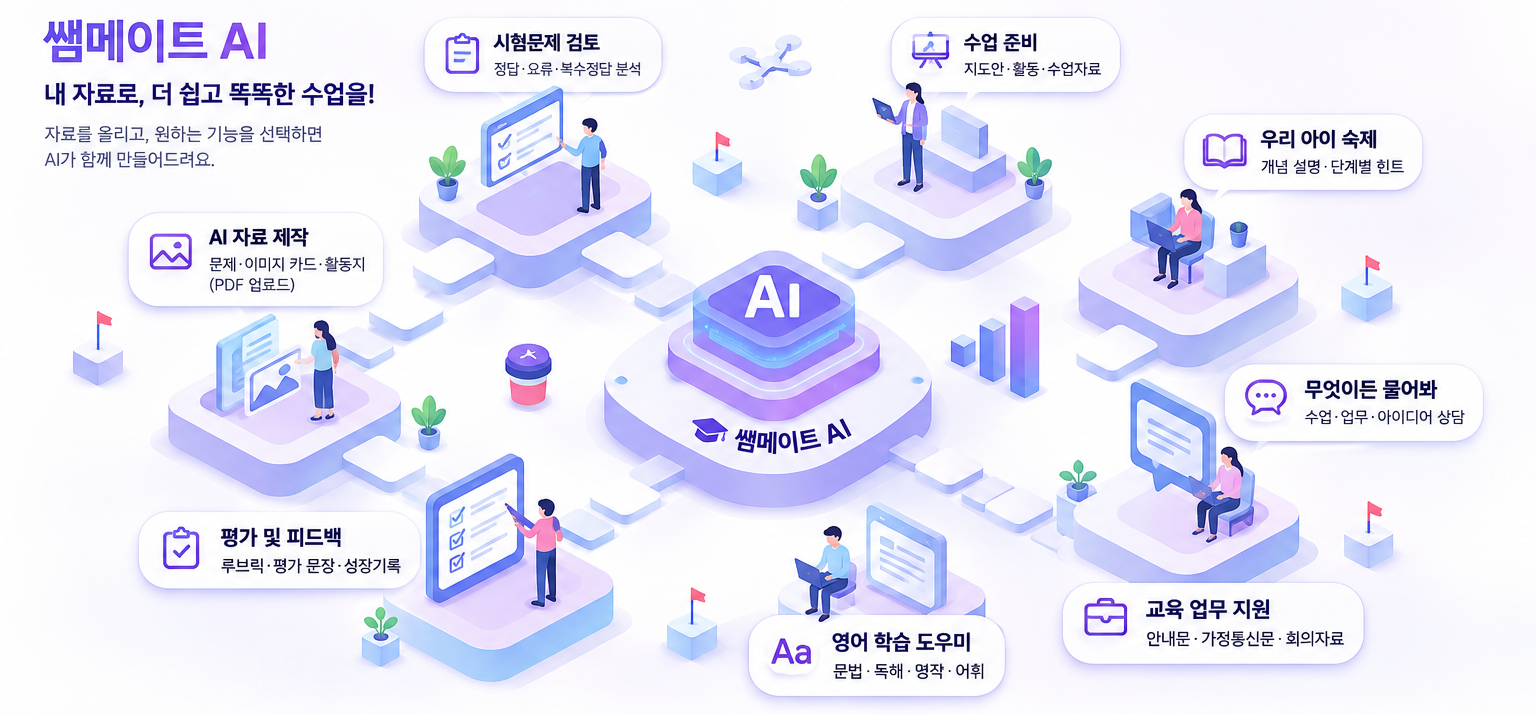 쌤메이트 AI
내 자료로, 더 쉽고 똑똑한 수업을!
자료를 올리고, 원하는 기능을 선택하면
AI가 함께 만들어드려요.
시험문제 검토
정답·오류·복수정답 분석
수업 준비
지도안·활동·수업자료
우리 아이 숙제
개념 설명·단계별 힌트
AI 자료 제작
문제·이미지 카드·활동지
(PDF 업로드)
AI
쌤메이트 AI
무엇이든 물어봐
수업·업무·아이디어 상담
평가 및 피드백
루브릭·평가 문장·성장기록
Aa
영어 학습 도우미
문법·독해·영작·어휘
교육 업무 지원
안내문·가정통신문·회의자료